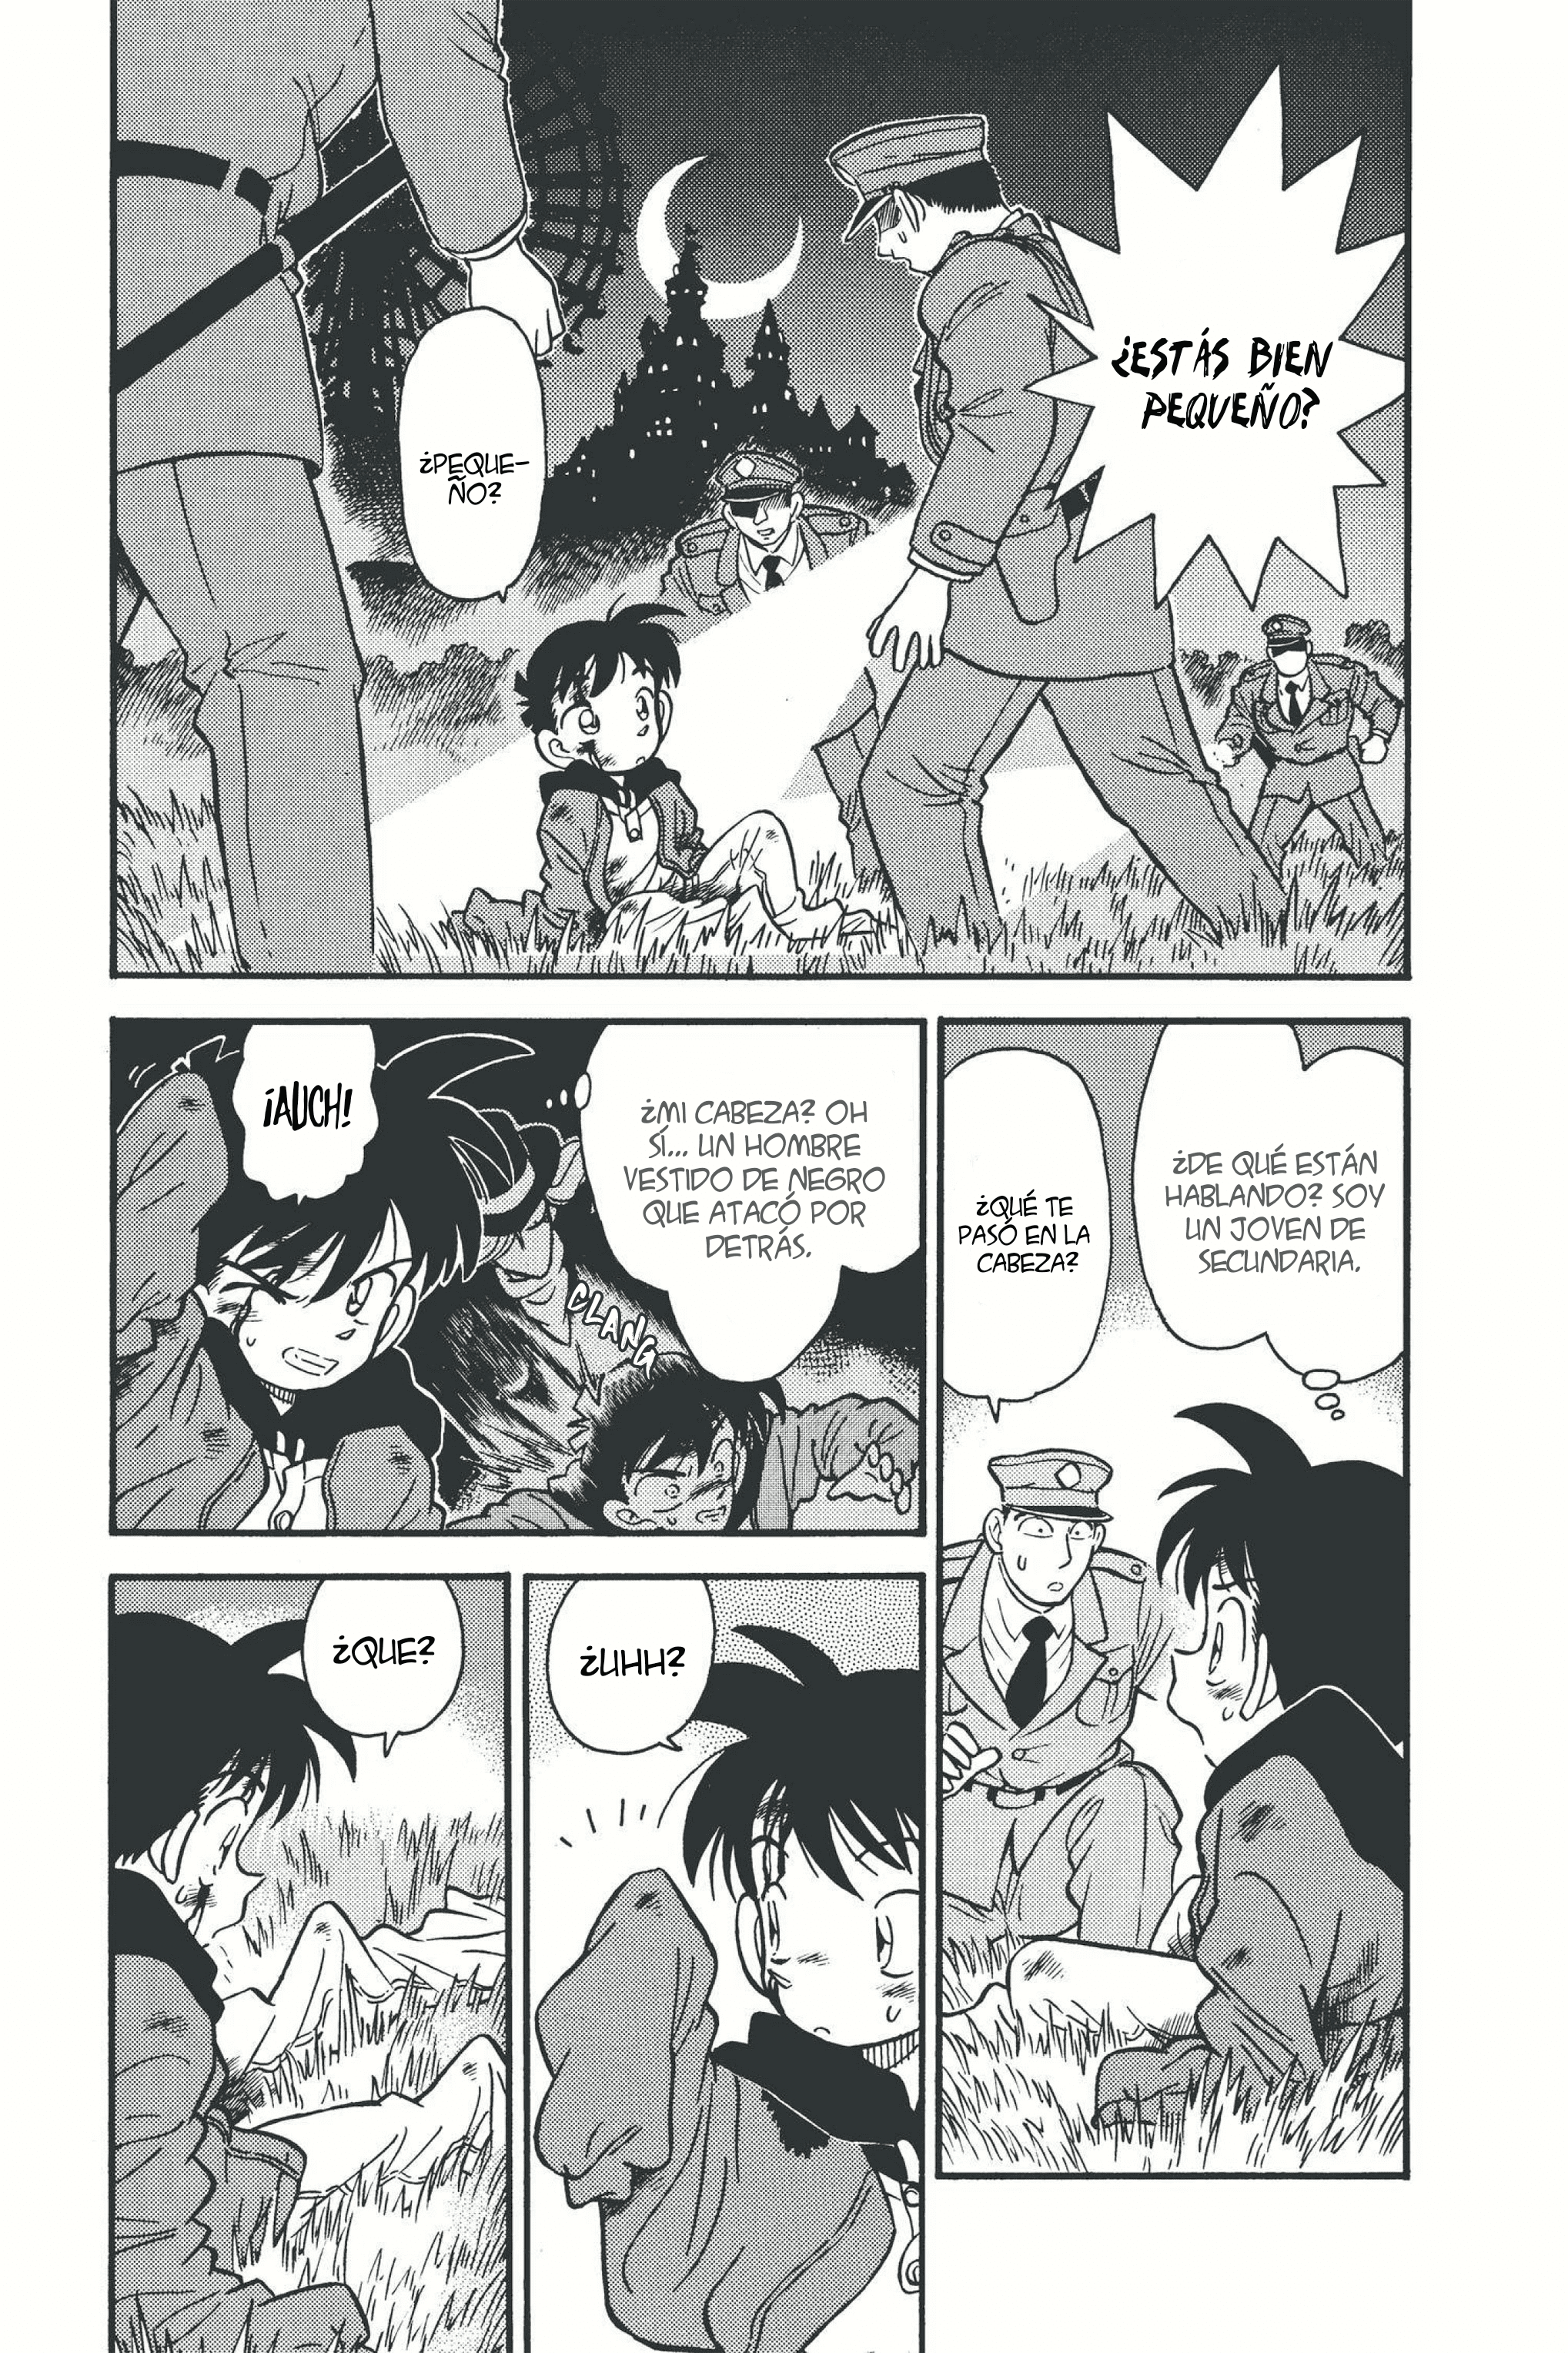 ¿ESTÁS BIEN
PEQUEÑO?
¿PEQUE-
ÑO?
¿DE QUÉ ESTÁN
HABLANDO? SOY
UN JOVEN DE
SECUNDARIA.
¿QUÉ TE
PASÓ EN LA
CABEZA?
¿MI CABEZA? OH
SÍ... UN HOMBRE
VESTIDO DE NEGRO
QUE ATACÓ POR
DETRÁS.
CLANG
¡AUCH!
¿UHH?
¿QUE?